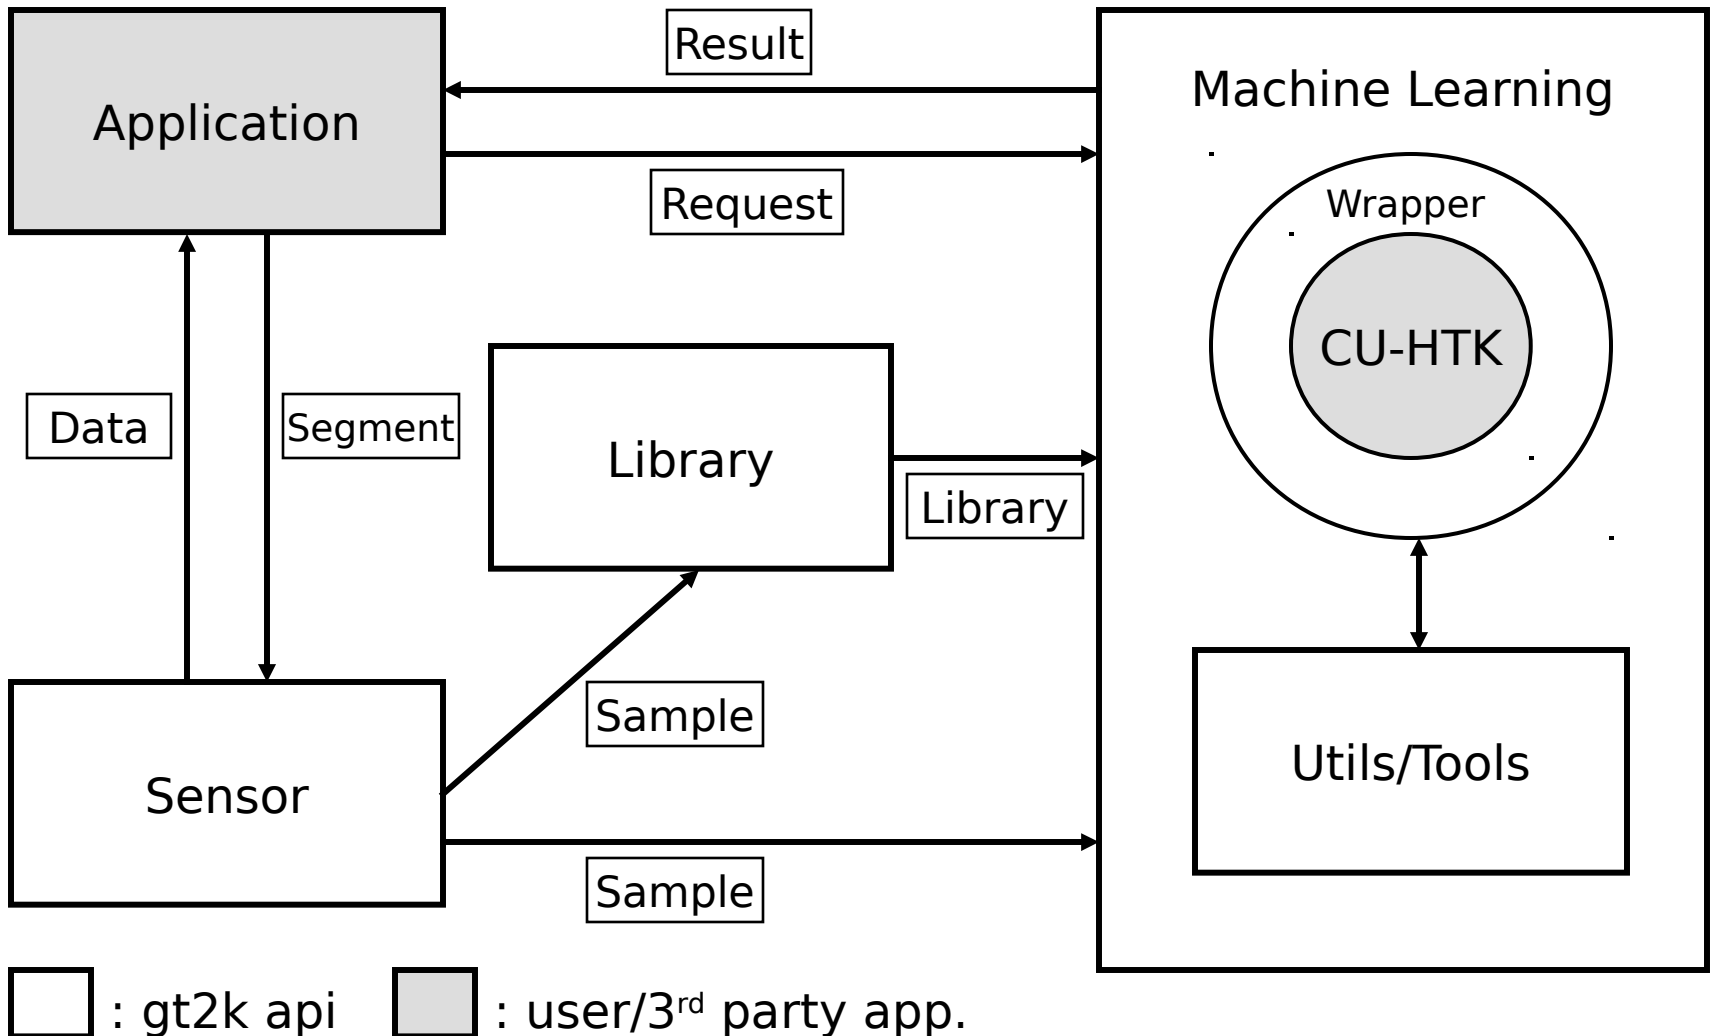 Result
Machine Learning
Application
Request
Wrapper
CU-HTK
Data
Segment
Library
Library
Sample
Utils/Tools
Sensor
Sample
: gt2k api
: user/3rd party app.